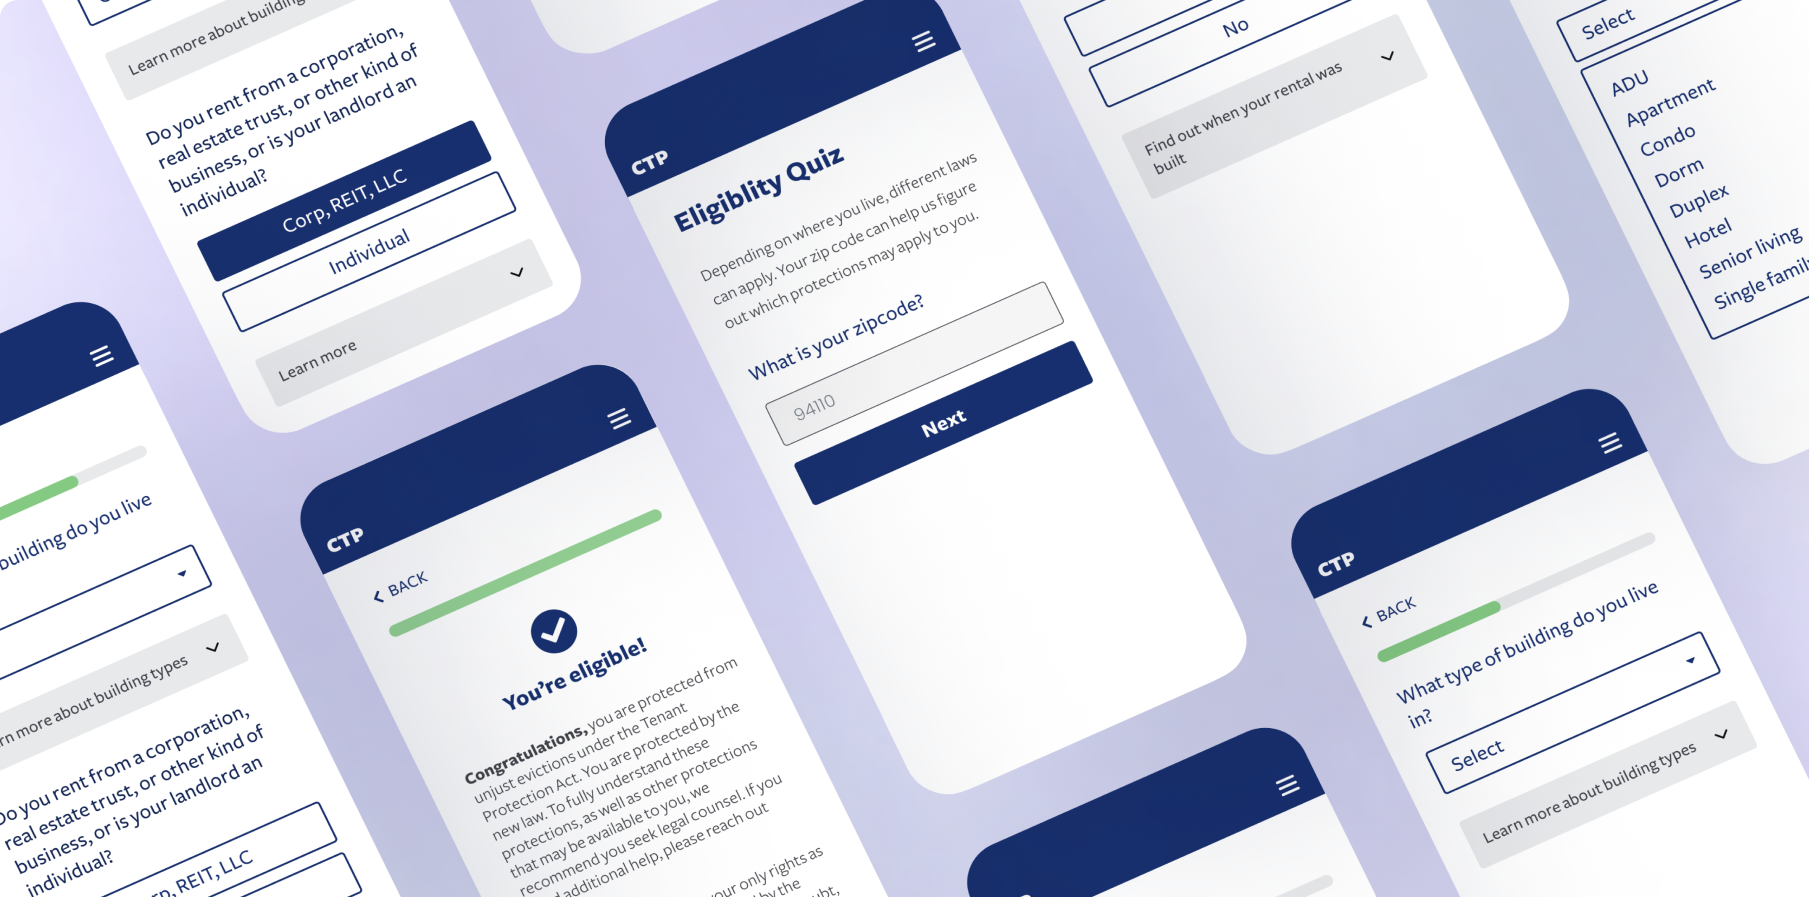 Learn more about building
Do you rent from a corporation,
real estate trust, or other kind of
business, or is your landlord an
individual?
Corp, REIT, LLC
Individual
Learn more
building do you live
more about building types
Do you rent from a corporation,
real estate trust, or other kind of
business, or is your landlord an
individual?
REIT, LLC
CTP
BACK
You're eligible!
Congratulations, you are protected from
unjust evictions under the Tenant
Protection Act. You are protected by the
new law. To fully understand these
protections, as well as other protections
that may be available to you, we
recommend you seek legal counsel. If you
additional help, please reach out
your only rights as
by the
CTP
Eligiblity Quiz
Depending on where you live, different laws
can apply. Your zip code can help us figure
out which protections may apply to you.
What is your zipcode?
94110
Next
No
Find out when your rental was
built
CTP
BACK
What type of building do you live
in?
Select
Learn more about building types
Select
ADU
Apartment
Condo
Dorm
Duplex
Hotel
Senior living
Single family